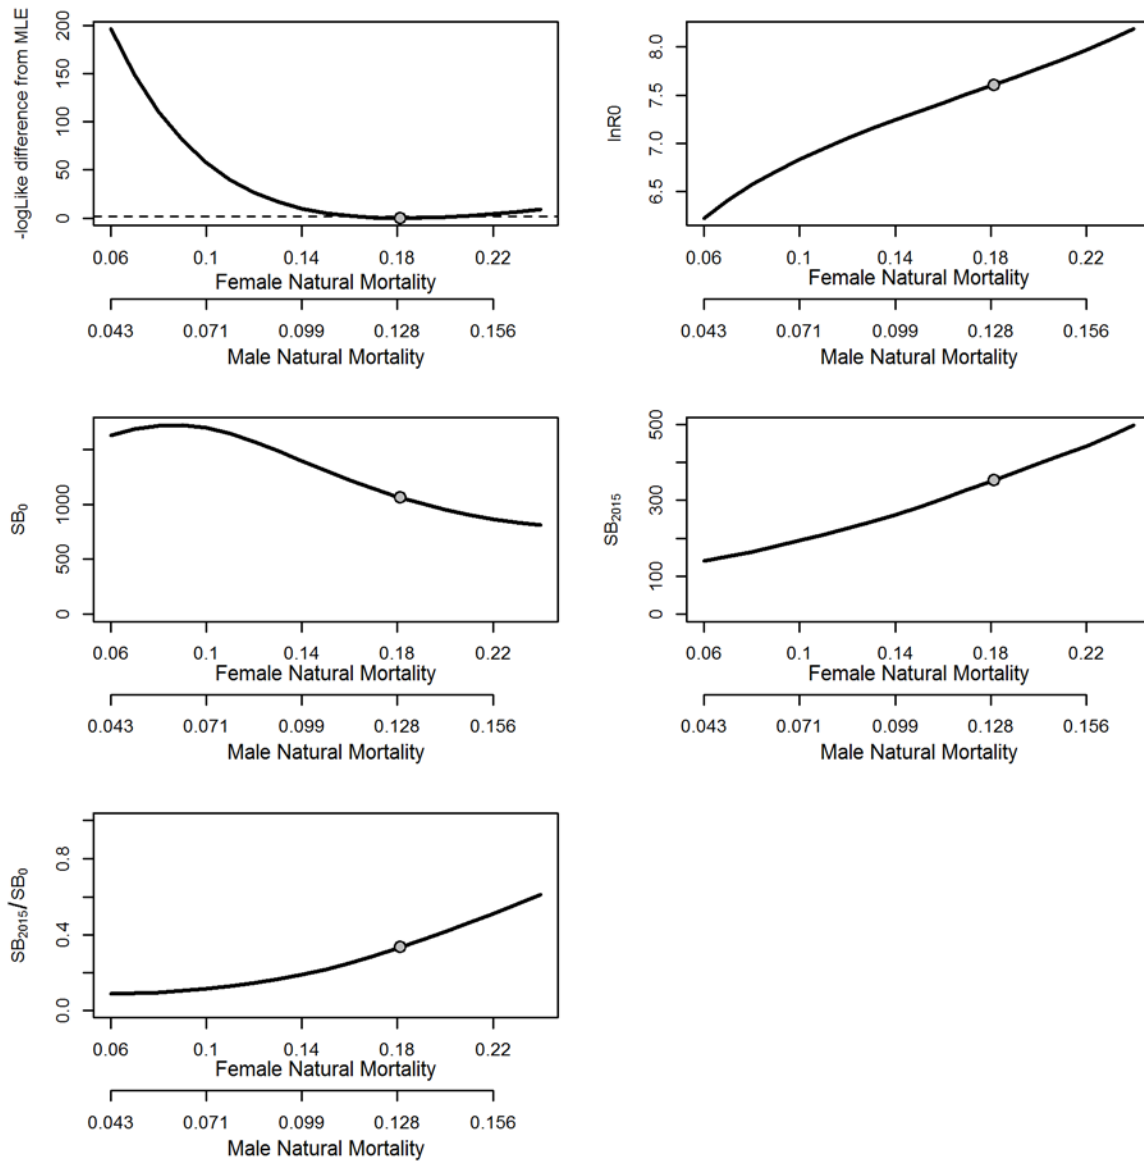 -logLike difference from MLE
200
150
100
50
0
0.06 0.1 0.14 0.18 0.22
Female Natural Mortality
0.043 0.071 0.099 0.128 0.156
Male Natural Mortality
lnR0
8.0
7.5
7.0
6.5
0.06 0.1 0.14 0.18 0.22
Female Natural Mortality
0.043 0.071 0.099 0.128 0.156
Male Natural Mortality
SB₀
1000
500
0
0.06 0.1 0.14 0.18 0.22
Female Natural Mortality
0.043 0.071 0.099 0.128 0.156
Male Natural Mortality
SB₂₀₁₅
500
300
100
0
0.06 0.1 0.14 0.18 0.22
Female Natural Mortality
0.043 0.071 0.099 0.128 0.156
Male Natural Mortality
SB₂₀₁₅/SB₀
0.8
0.4
0.0
0.06 0.1 0.14 0.18 0.22
Female Natural Mortality
0.043 0.071 0.099 0.128 0.156
Male Natural Mortality